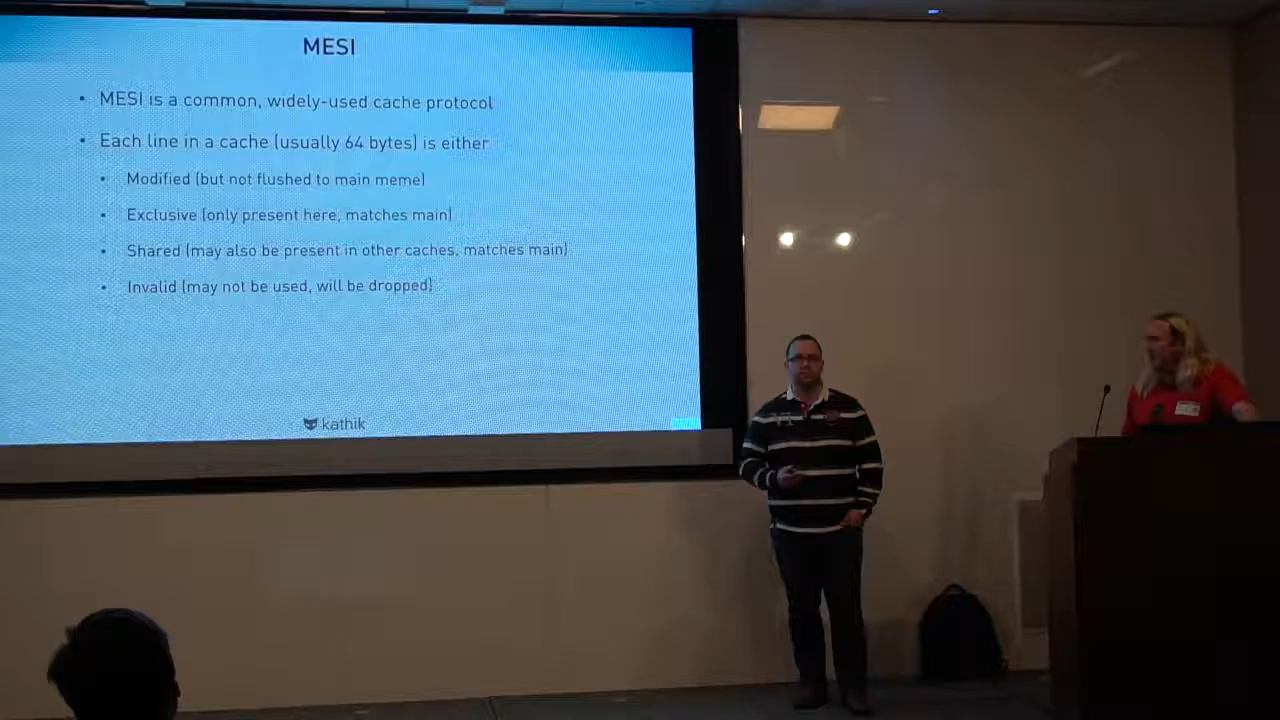 MESI
• MESI is a common, widely-used cache protocol
• Each line in a cache (usually 64 bytes) is either
• Modified (but not flushed to main meme)
• Exclusive (only present here, matches main)
• Shared (may also be present in other caches, matches main)
• Invalid (may not be used, will be dropped)
kathik